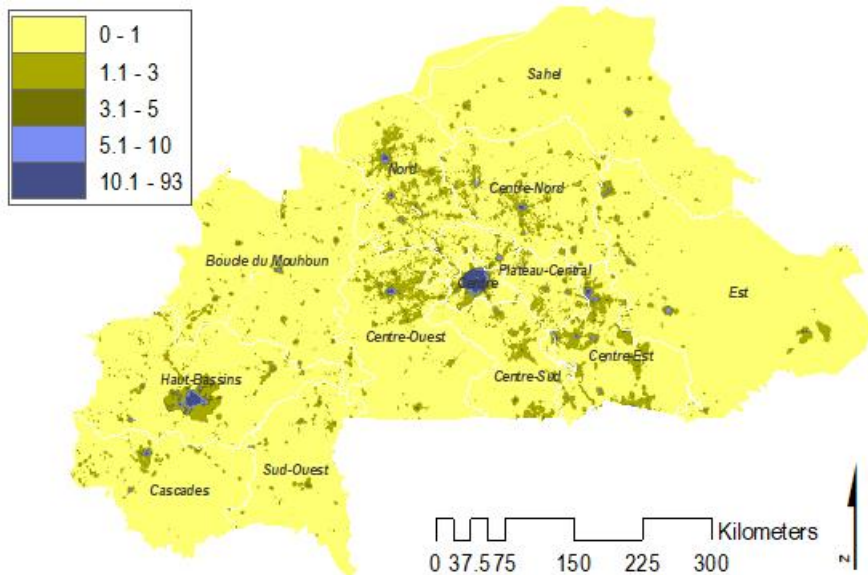 0 - 1
1.1 - 3
3.1 - 5
5.1 - 10
10.1 - 93
Sahel
Nord
Centre-Nord
Boucle du Mouhoun
Plateau-Central
Centre
Est
Centre-Ouest
Centre-Est
Haut-Bassins
Centre-Sud
Sud-Ouest
Cascades
Kilometers
0 37.575 150 225 300
N